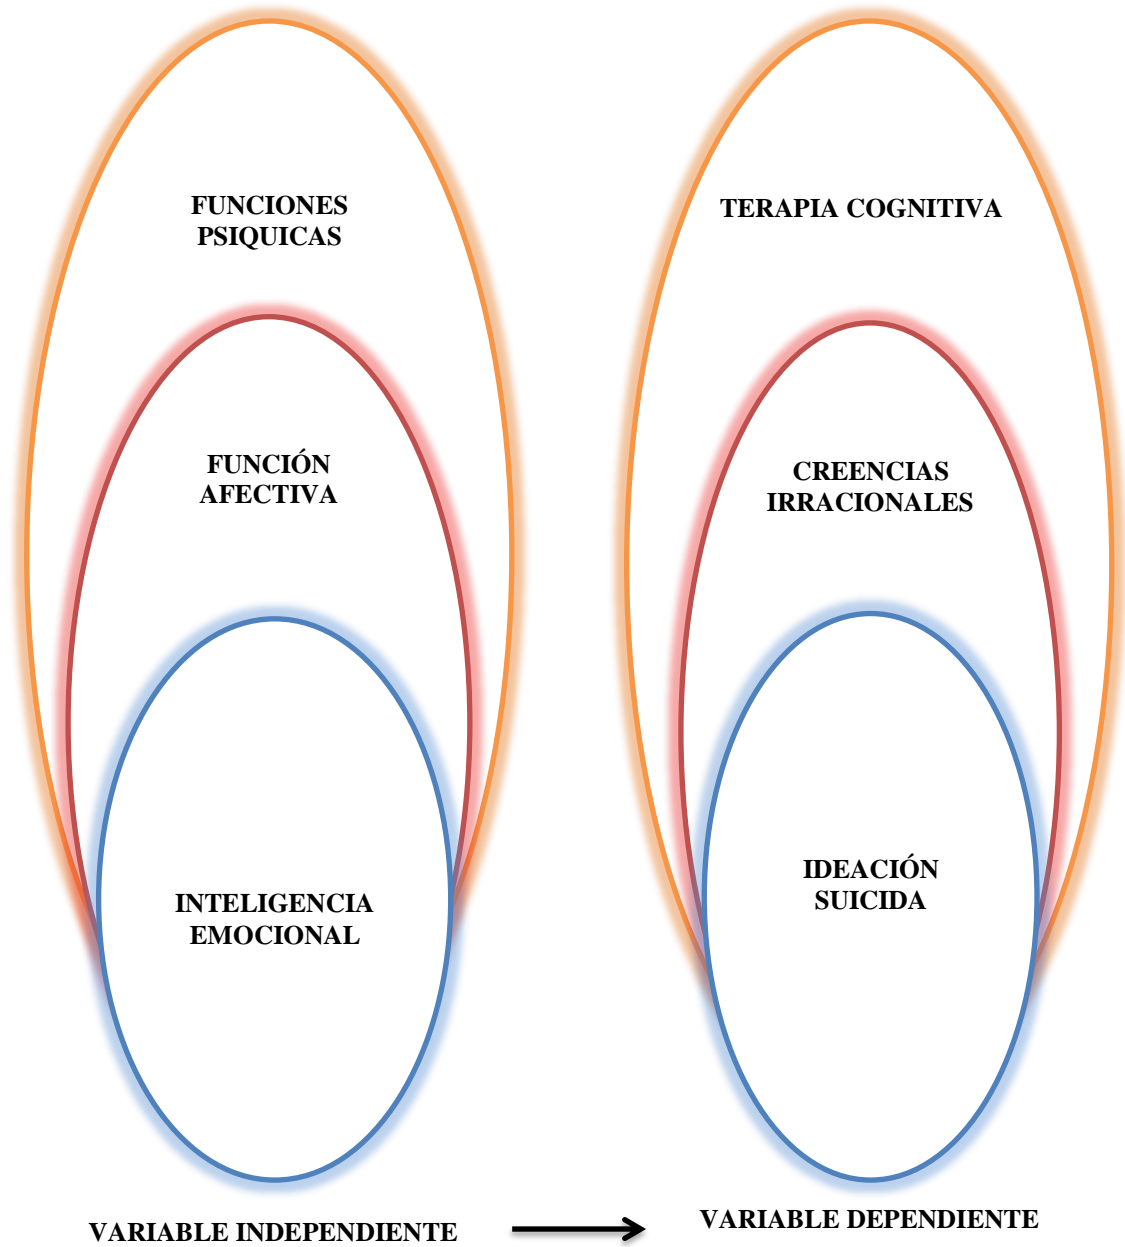 FUNCIONES
PSIQUICAS
FUNCIÓN
AFECTIVA
INTELIGENCIA
EMOCIONAL
VARIABLE INDEPENDIENTE
TERAPIA COGNITIVA
CREENCIAS
IRRACIONALES
IDEACIÓN
SUICIDA
VARIABLE DEPENDIENTE